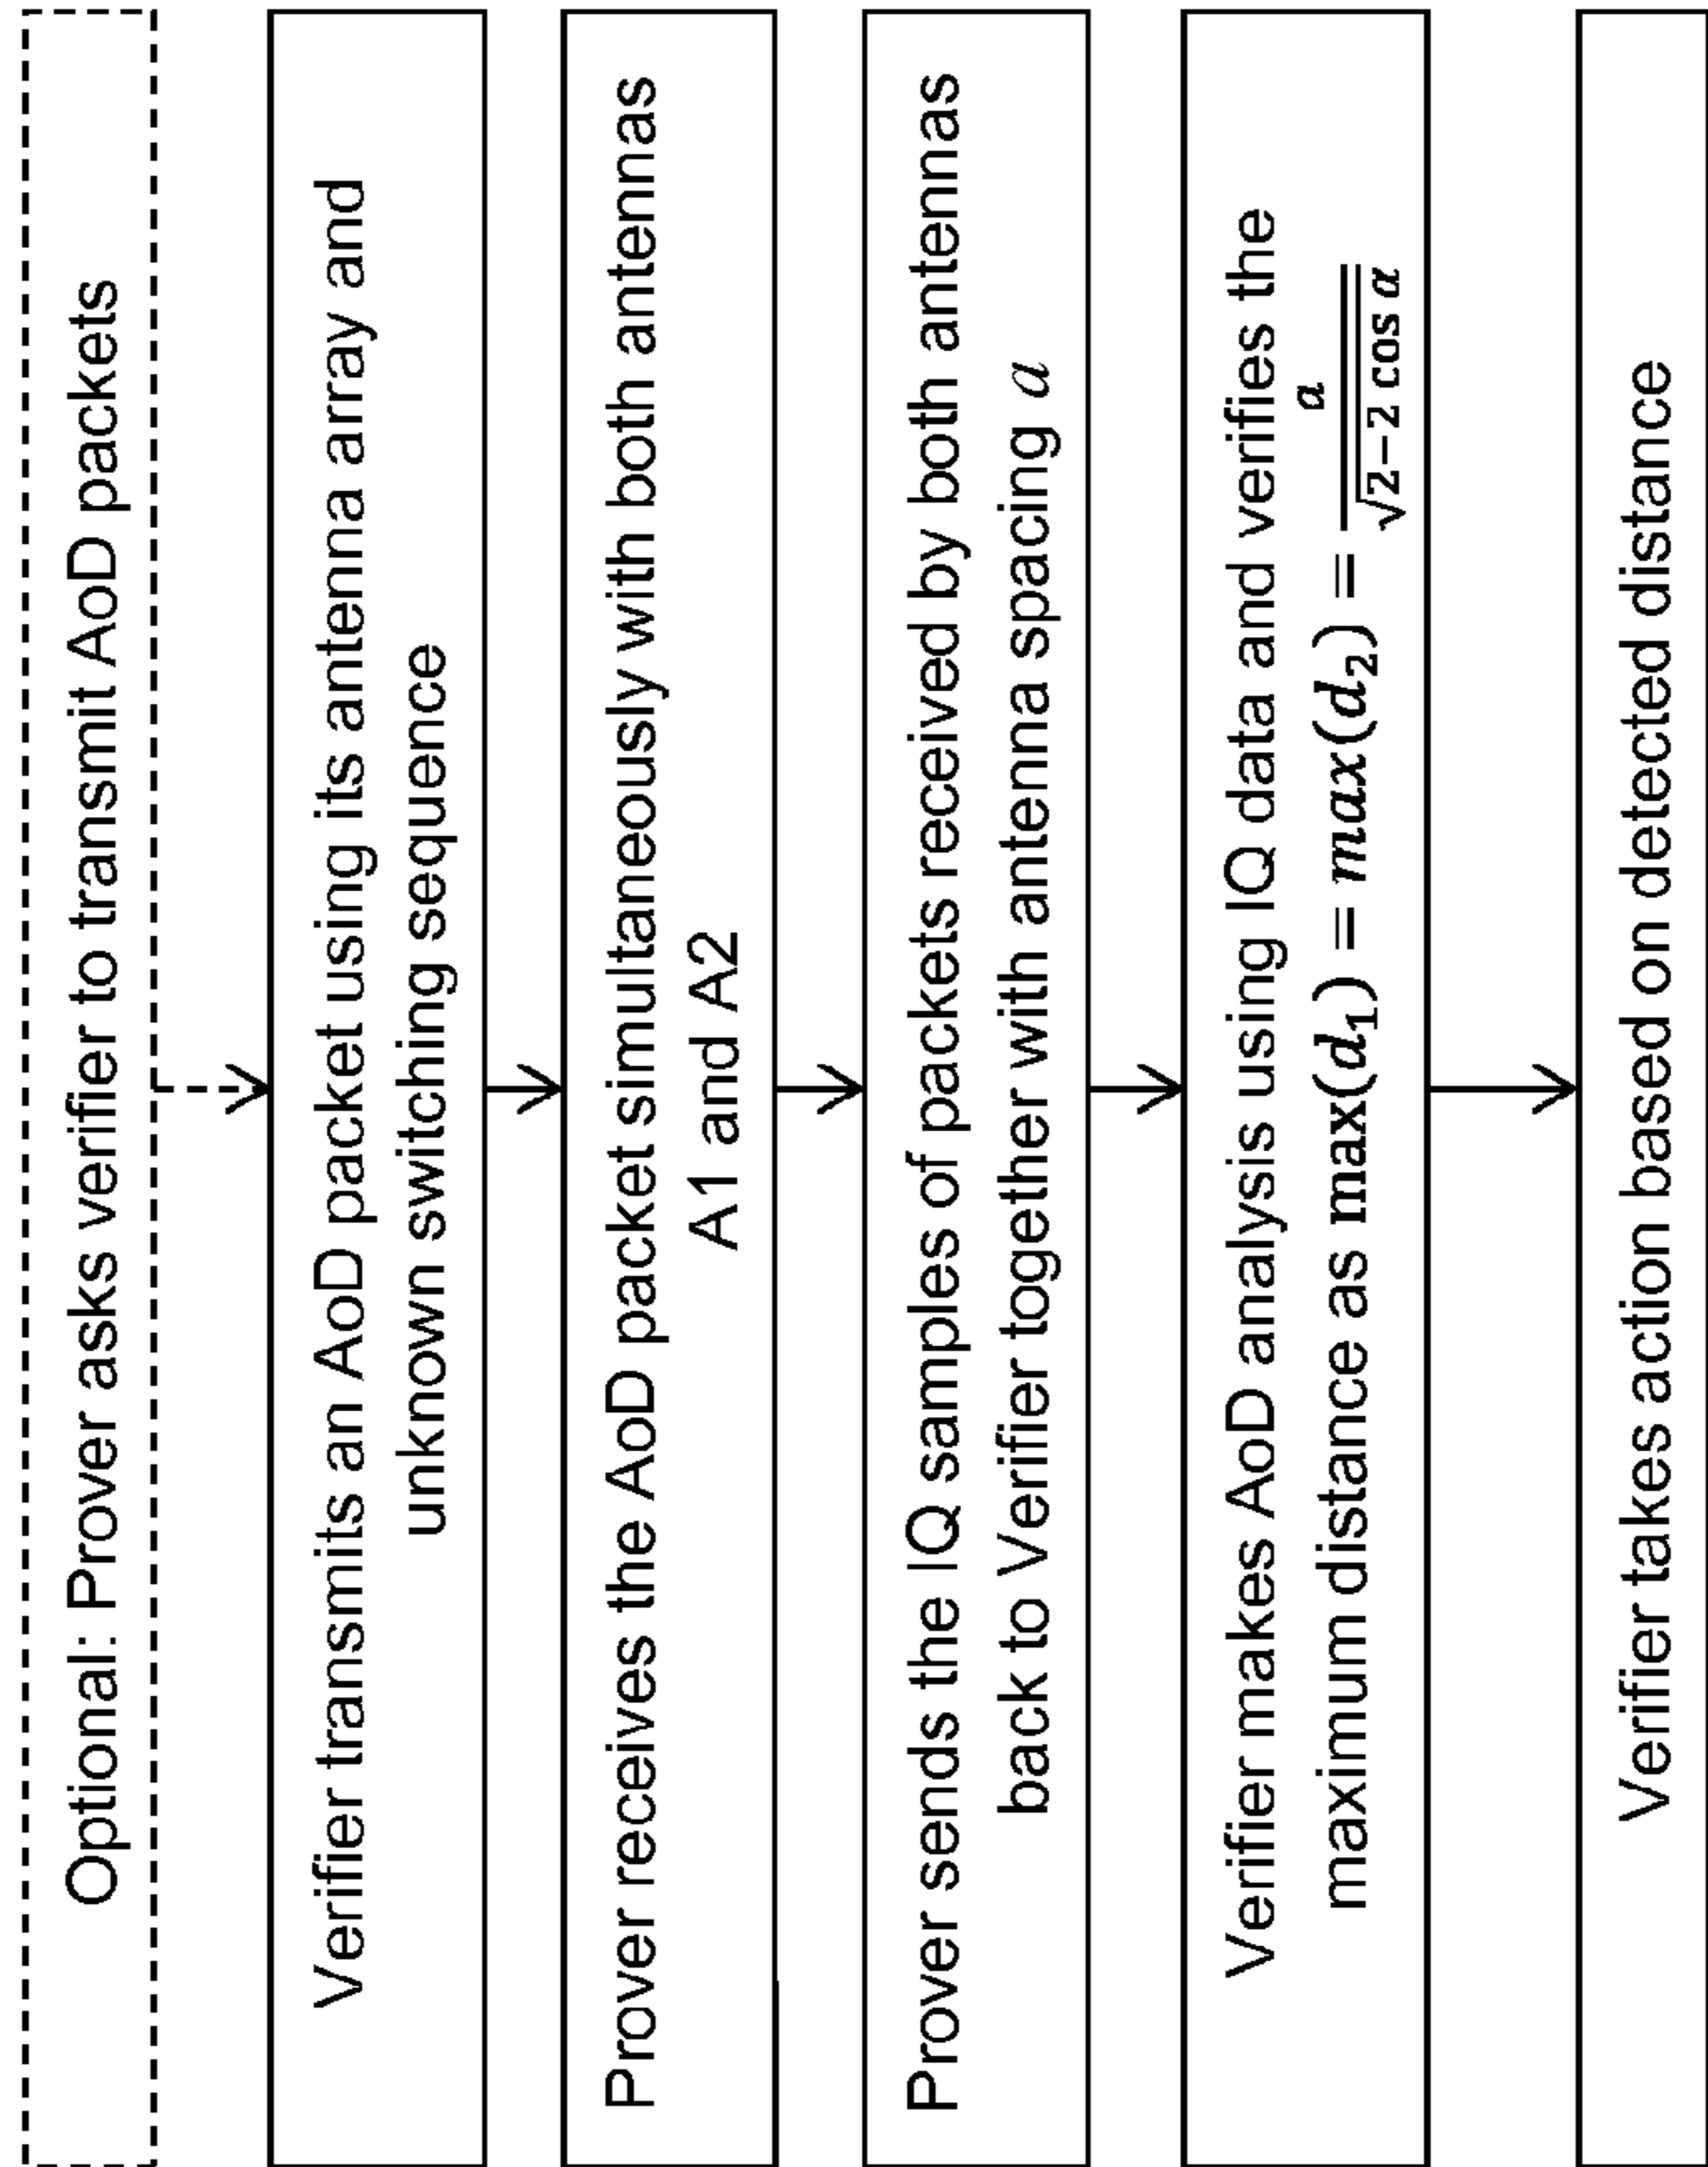 Optional: Prover asks verifier to transmit AoD packets
Verifier transmits an AoD packet using its antenna array and
unknown switching sequence
Prover receives the AoD packet simultaneously with both antennas
A1 and A2
Prover sends the IQ samples of packets received by both antennas
back to Verifier together with antenna spacing a
Verifier makes AoD analysis using IQ data and verifies the
maximum distance as max(d₁) = max(d₂) = a / √(2−2 cos α)
Verifier takes action based on detected distance